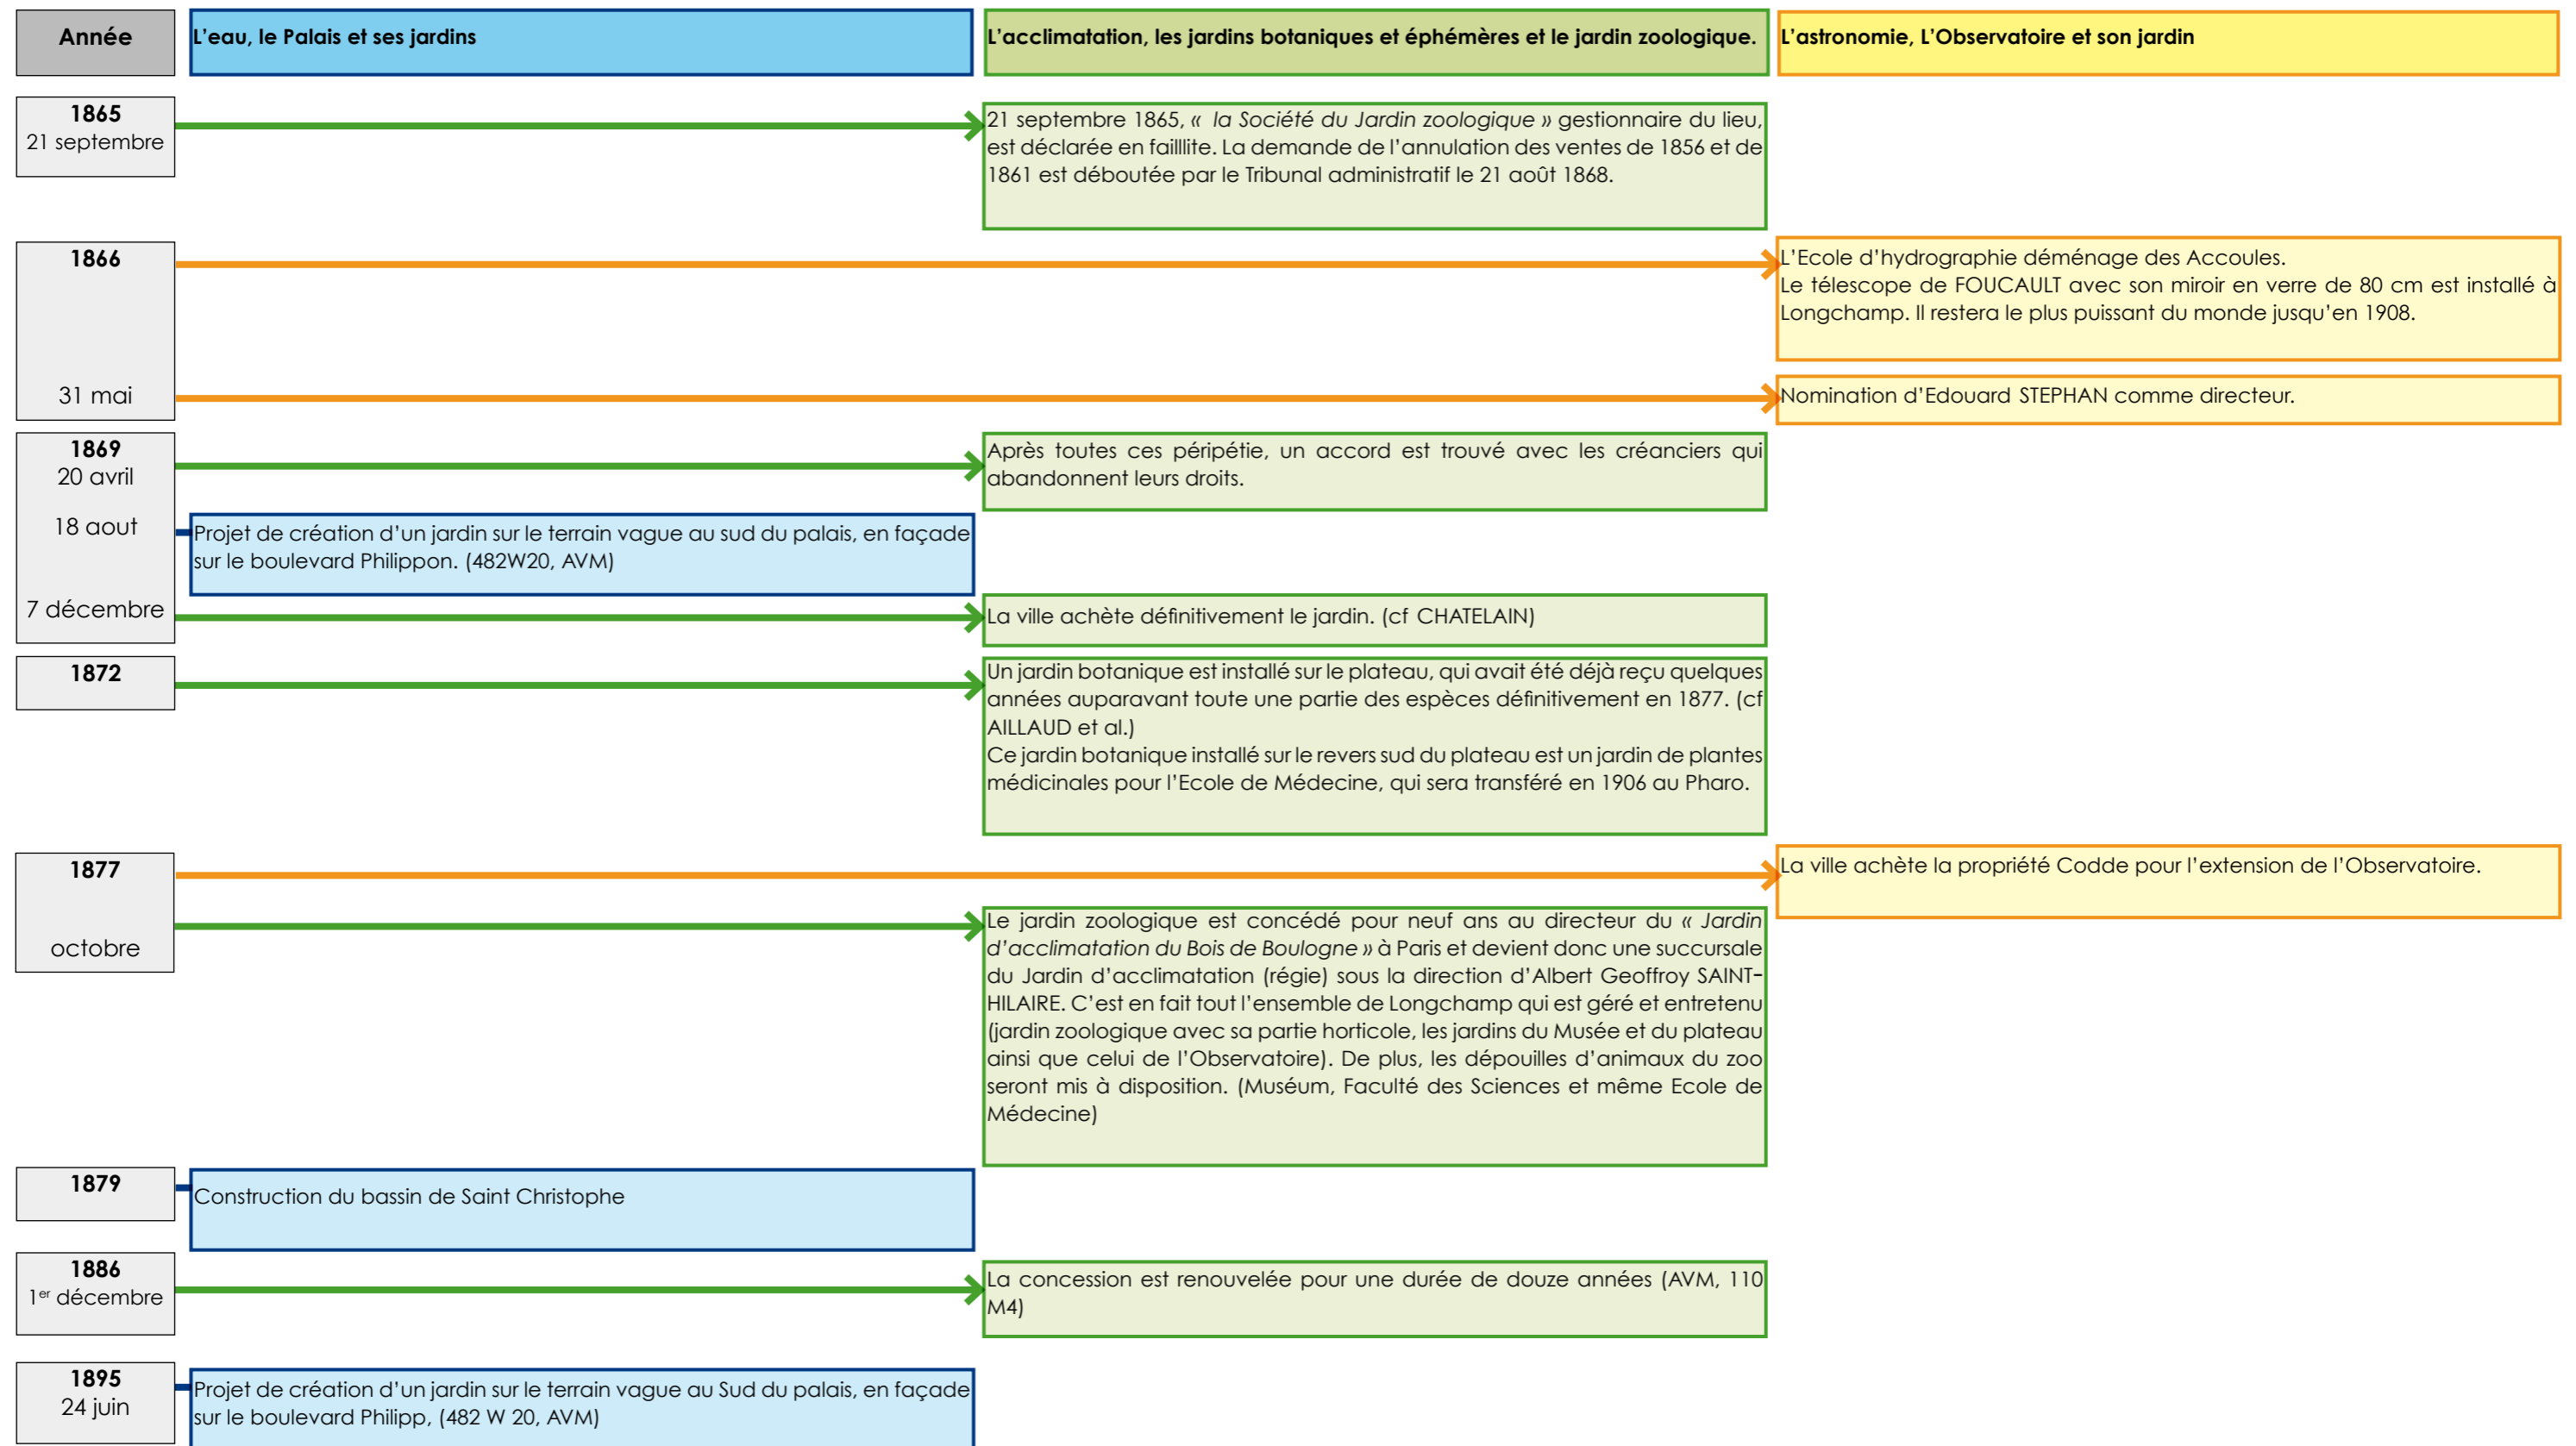 Année
L'eau, le Palais et ses jardins
L'acclimatation, les jardins botaniques et éphémères et le jardin zoologique.
L'astronomie, L'Observatoire et son jardin
1865
21 septembre
21 septembre 1865, « la Société du Jardin zoologique » gestionnaire du lieu,
est déclarée en failllite. La demande de l'annulation des ventes de 1856 et de
1861 est déboutée par le Tribunal administratif le 21 août 1868.
1866
L'Ecole d'hydrographie déménage des Accoules.
Le télescope de FOUCAULT avec son miroir en verre de 80 cm est installé à
Longchamp. Il restera le plus puissant du monde jusqu'en 1908.
31 mai
Nomination d'Edouard STEPHAN comme directeur.
1869
20 avril
Après toutes ces péripétie, un accord est trouvé avec les créanciers qui
abandonnent leurs droits.
18 aout
Projet de création d'un jardin sur le terrain vague au sud du palais, en façade
sur le boulevard Philippon. (482W20, AVM)
7 décembre
La ville achète définitivement le jardin. (cf CHATELAIN)
1872
Un jardin botanique est installé sur le plateau, qui avait été déjà reçu quelques
années auparavant toute une partie des espèces définitivement en 1877. (cf
AILLAUD et al.)
Ce jardin botanique installé sur le revers sud du plateau est un jardin de plantes
médicinales pour l'Ecole de Médecine, qui sera transféré en 1906 au Pharo.
1877
La ville achète la propriété Codde pour l'extension de l'Observatoire.
octobre
Le jardin zoologique est concédé pour neuf ans au directeur du « Jardin
d'acclimatation du Bois de Boulogne » à Paris et devient donc une succursale
du Jardin d'acclimatation (régie) sous la direction d'Albert Geoffroy SAINT-
HILAIRE. C'est en fait tout l'ensemble de Longchamp qui est géré et entretenu
(jardin zoologique avec sa partie horticole, les jardins du Musée et du plateau
ainsi que celui de l'Observatoire). De plus, les dépouilles d'animaux du zoo
seront mis à disposition. (Muséum, Faculté des Sciences et même Ecole de
Médecine)
1879
Construction du bassin de Saint Christophe
1886
1er décembre
La concession est renouvelée pour une durée de douze années (AVM, 110
M4)
1895
24 juin
Projet de création d'un jardin sur le terrain vague au Sud du palais, en façade
sur le boulevard Philipp, (482 W 20, AVM)